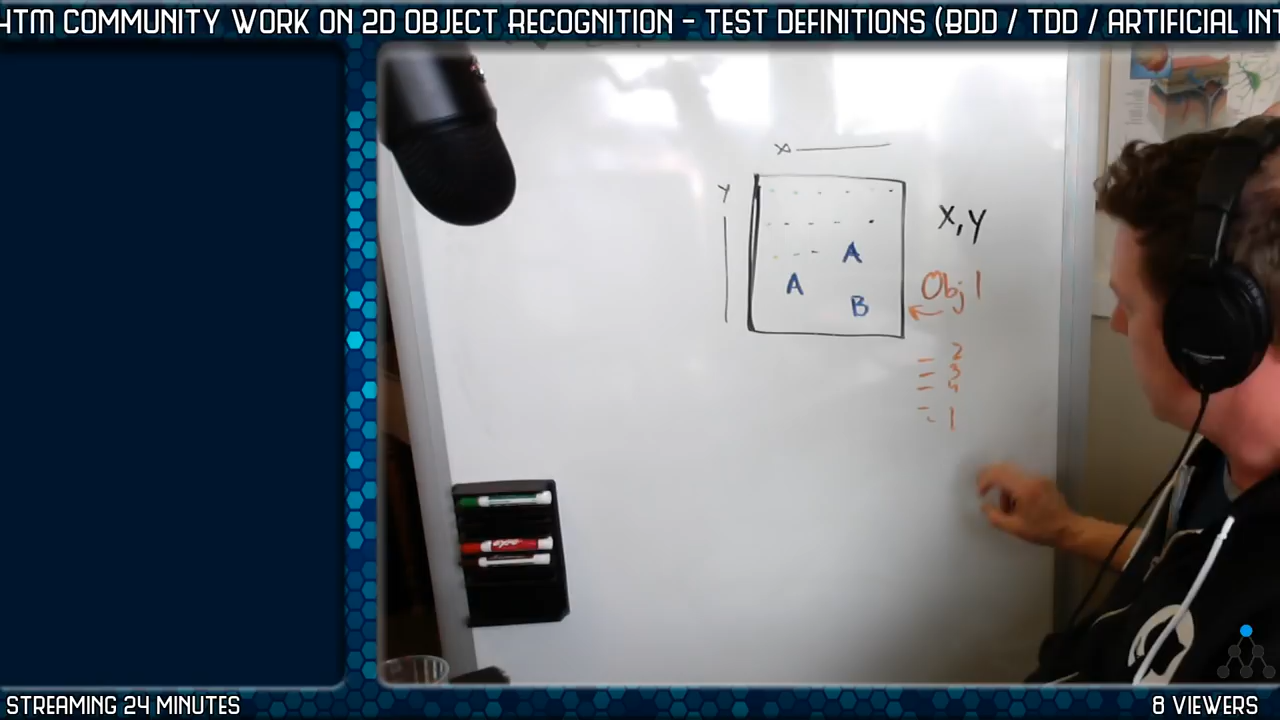 HTM COMMUNITY WORK ON 2D OBJECT RECOGNITION - TEST DEFINITIONS (BDD / TDD / ARTIFICIAL INT
X
Y
X,Y
A
A
B
Obj 1
2
3
4
1
EXPO
STREAMING 24 MINUTES
8 VIEWERS